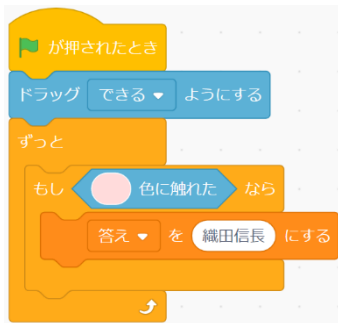 が押されたとき
ドラッグ できる ようにする
ずっと
もし 色に触れた なら
答え を 織田信長 にする